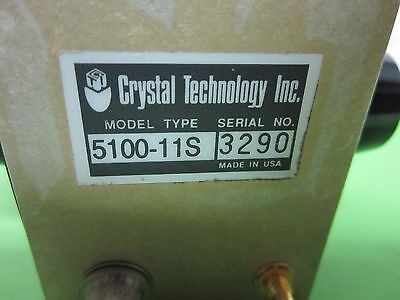 Crystal Technology Inc.
MODEL TYPE SERIAL NO.
5100-11S 3290
MADE IN USA